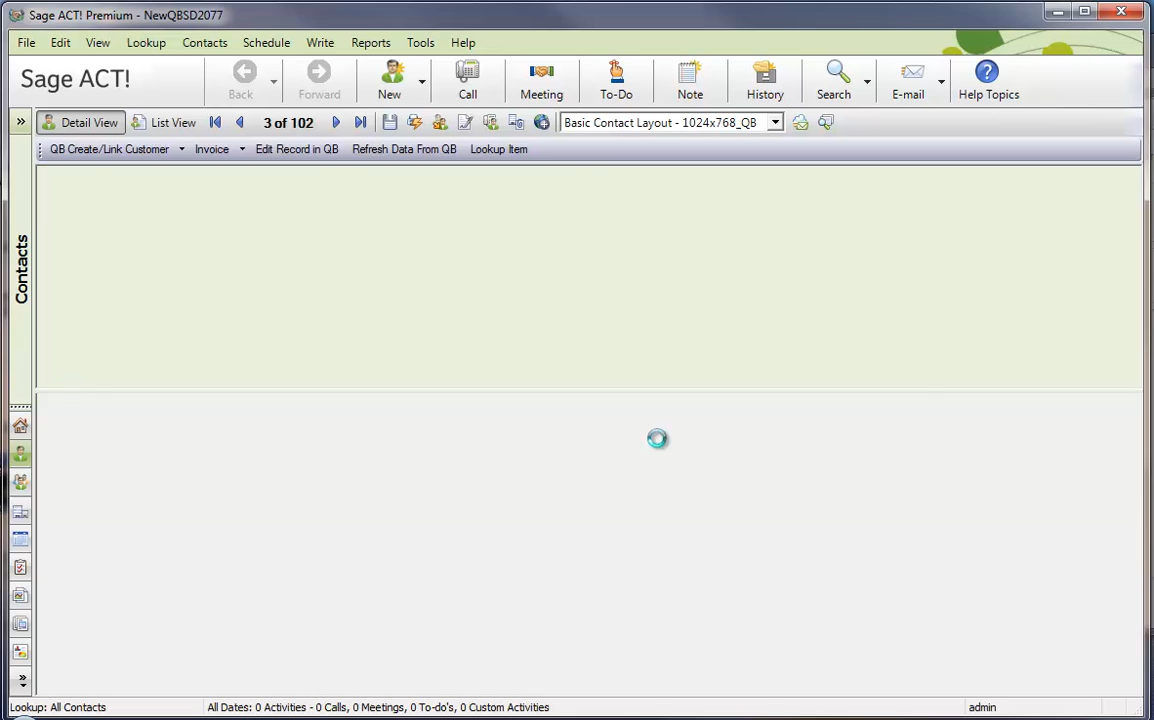 Sage ACT! Premium - NewQBSD2077
File Edit View Lookup Contacts Schedule Write Reports Tools Help
Sage ACT!
Back Forward New Call Meeting To-Do Note History Search E-mail Help Topics
Detail View List View 3 of 102 Basic Contact Layout - 1024x768_QB
QB Create/Link Customer Invoice Edit Record in QB Refresh Data From QB Lookup Item
Contacts
Lookup: All Contacts All Dates: 0 Activities - 0 Calls, 0 Meetings, 0 To-do's, 0 Custom Activities admin